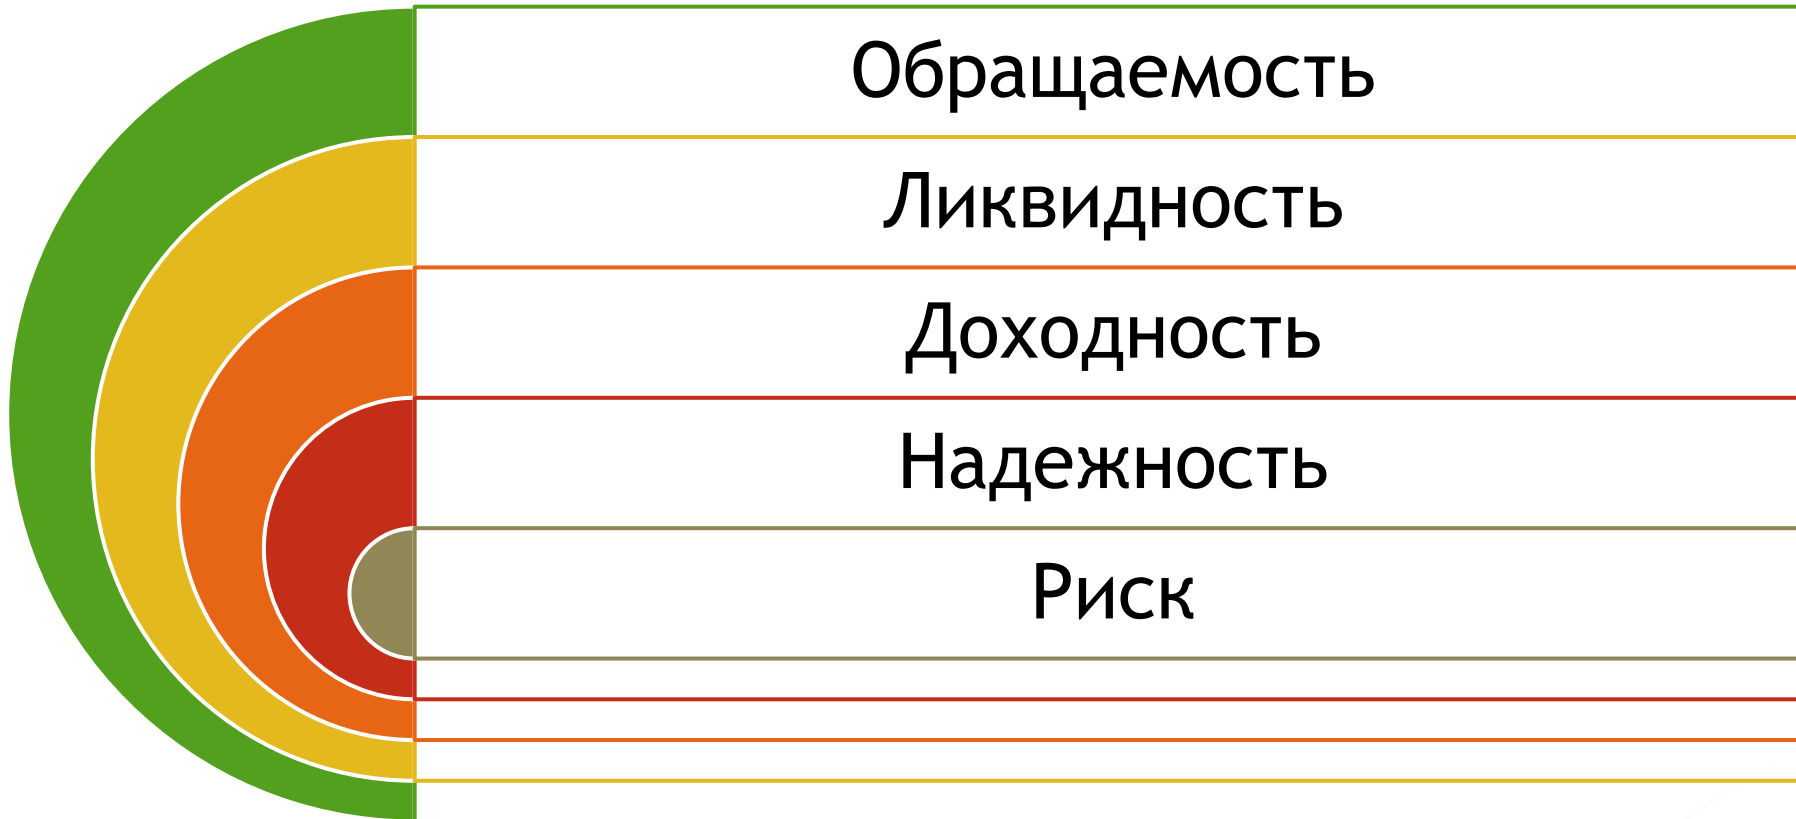 Обращаемость
Ликвидность
Доходность
Надежность
Риск